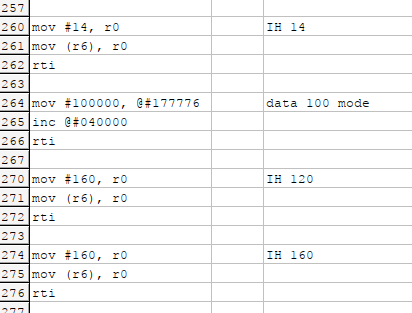 257
260 mov #14, r0 IH 14
261 mov (r6), r0
262 rti
263
264 mov #100000, @#177776 data 100 mode
265 inc @#040000
266 rti
267
270 mov #160, r0 IH 120
271 mov (r6), r0
272 rti
273
274 mov #160, r0 IH 160
275 mov (r6), r0
276 rti
277